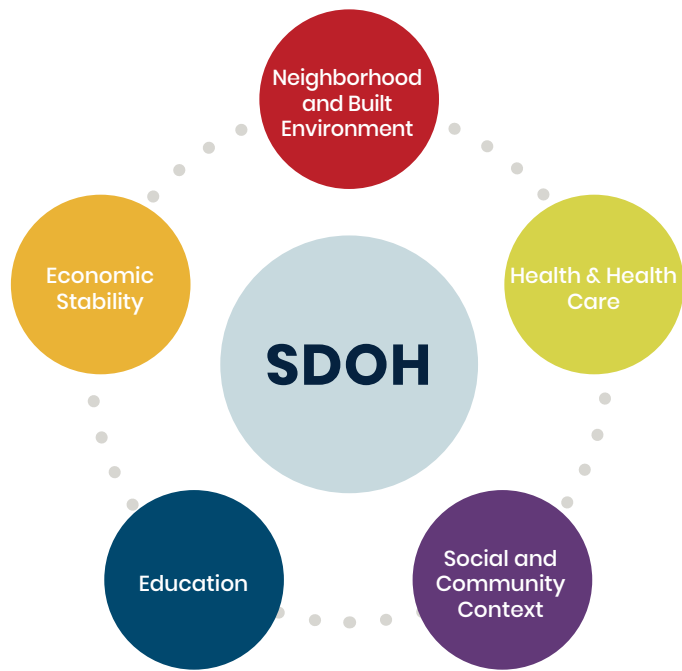 Neighborhood
and Built
Environment
Economic
Stability
Health & Health
Care
SDOH
Education
Social and
Community
Context